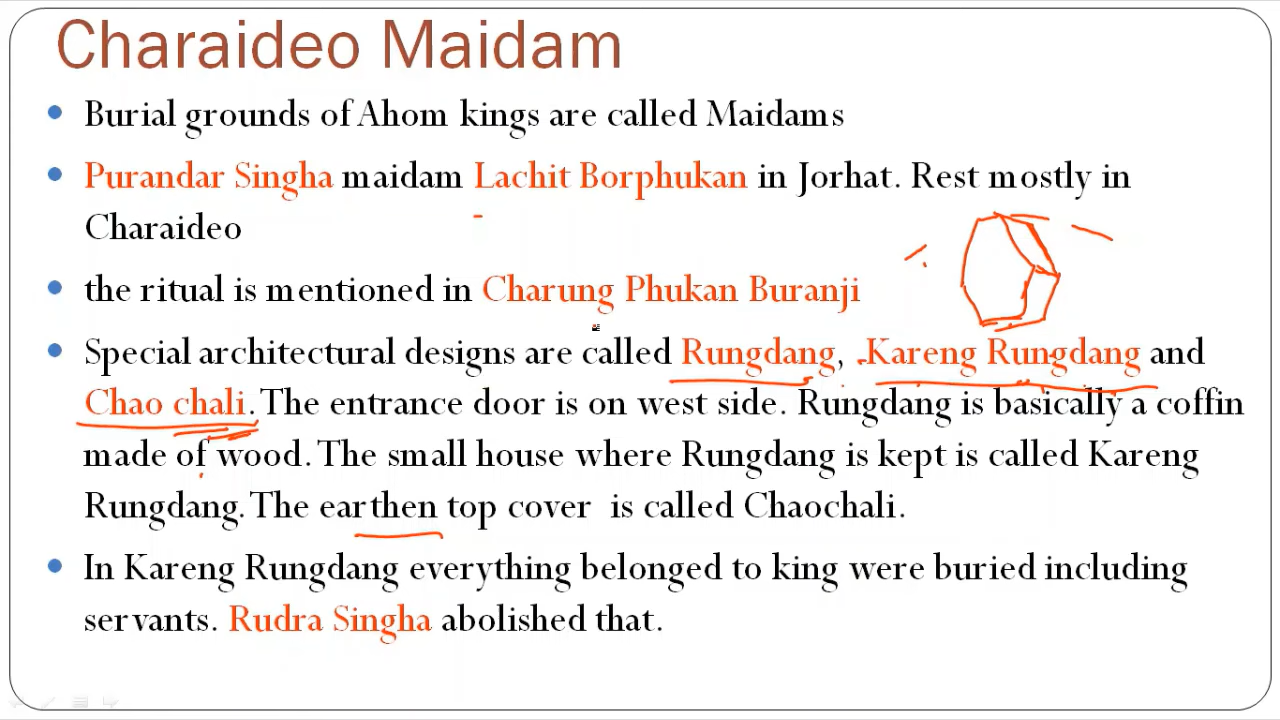 Charaideo Maidam
• Burial grounds of Ahom kings are called Maidams
• Purandar Singha maidam Lachit Borphukan in Jorhat. Rest mostly in
Charaideo
• the ritual is mentioned in Charung Phukan Buranji
• Special architectural designs are called Rungdang, Kareng Rungdang and
Chao chali. The entrance door is on west side. Rungdang is basically a coffin
made of wood. The small house where Rungdang is kept is called Kareng
Rungdang. The earthen top cover is called Chaochali.
• In Kareng Rungdang everything belonged to king were buried including
servants. Rudra Singha abolished that.